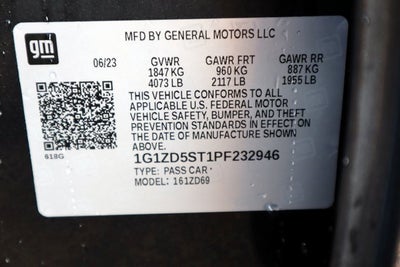 gm
MFD BY GENERAL MOTORS LLC
06/23 GVWR GAWR FRT GAWR RR
1847 KG 960 KG 887 KG
4073 LB 2117 LB 1955 LB
THIS VEHICLE CONFORMS TO ALL
APPLICABLE U.S. FEDERAL MOTOR
VEHICLE SAFETY, BUMPER, AND THEFT
PREVENTION STANDARDS IN EFFECT ON
THE DATE OF MANUFACTURE SHOWN
ABOVE.
618G
1G1ZD5ST1PF232946
TYPE: PASS CAR
MODEL: 161ZD69